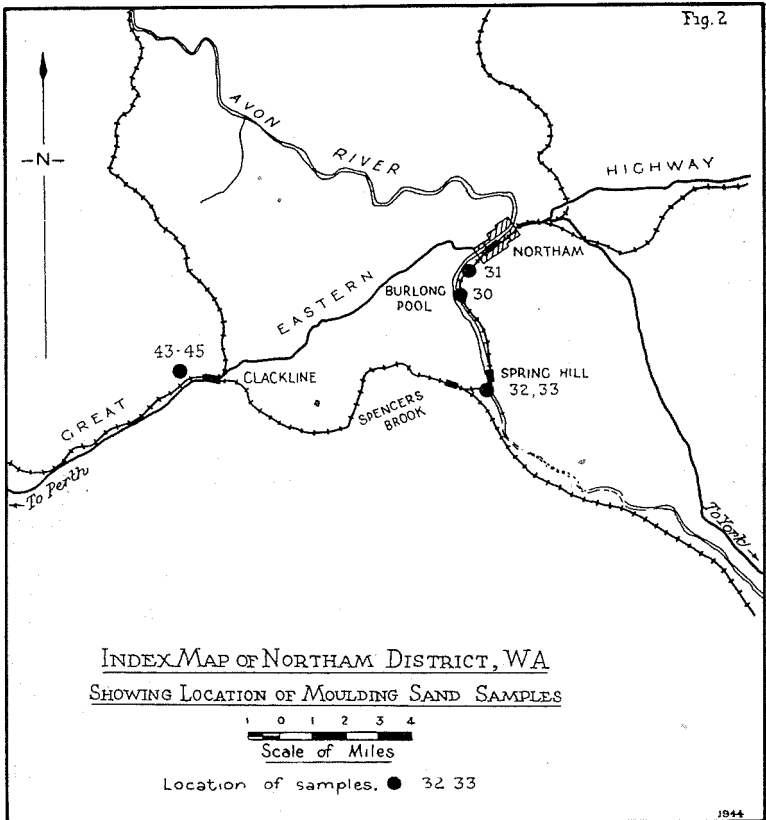 Fig. 2
-N-
AVON
RIVER
HIGHWAY
NORTHAM
31
BURLONG
POOL
30
EASTERN
43-45
CLACKLINE
SPRING HILL
32,33
SPENCERS
BROOK
GREAT
To Perth
To York
INDEX MAP OF NORTHAM DISTRICT, WA
SHOWING LOCATION OF MOULDING SAND SAMPLES
1 0 1 2 3 4
Scale of Miles
Location of samples. 32 33
1944